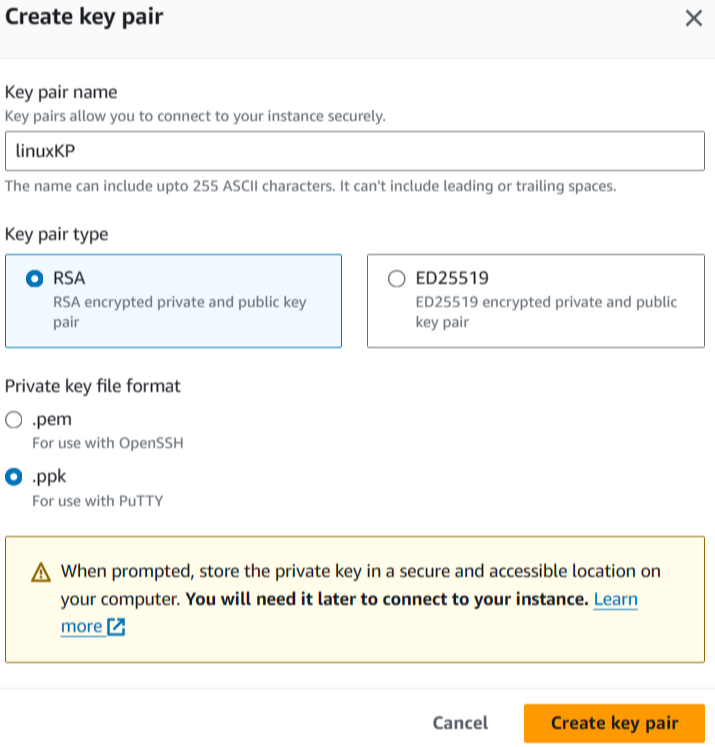 Create key pair
Key pair name
Key pairs allow you to connect to your instance securely.
linuxKP
The name can include upto 255 ASCII characters. It can't include leading or trailing spaces.
Key pair type
RSA
RSA encrypted private and public key
pair
ED25519
ED25519 encrypted private and public
key pair
Private key file format
.pem
For use with OpenSSH
.ppk
For use with PuTTY
When prompted, store the private key in a secure and accessible location on
your computer. You will need it later to connect to your instance. Learn
more
Cancel
Create key pair